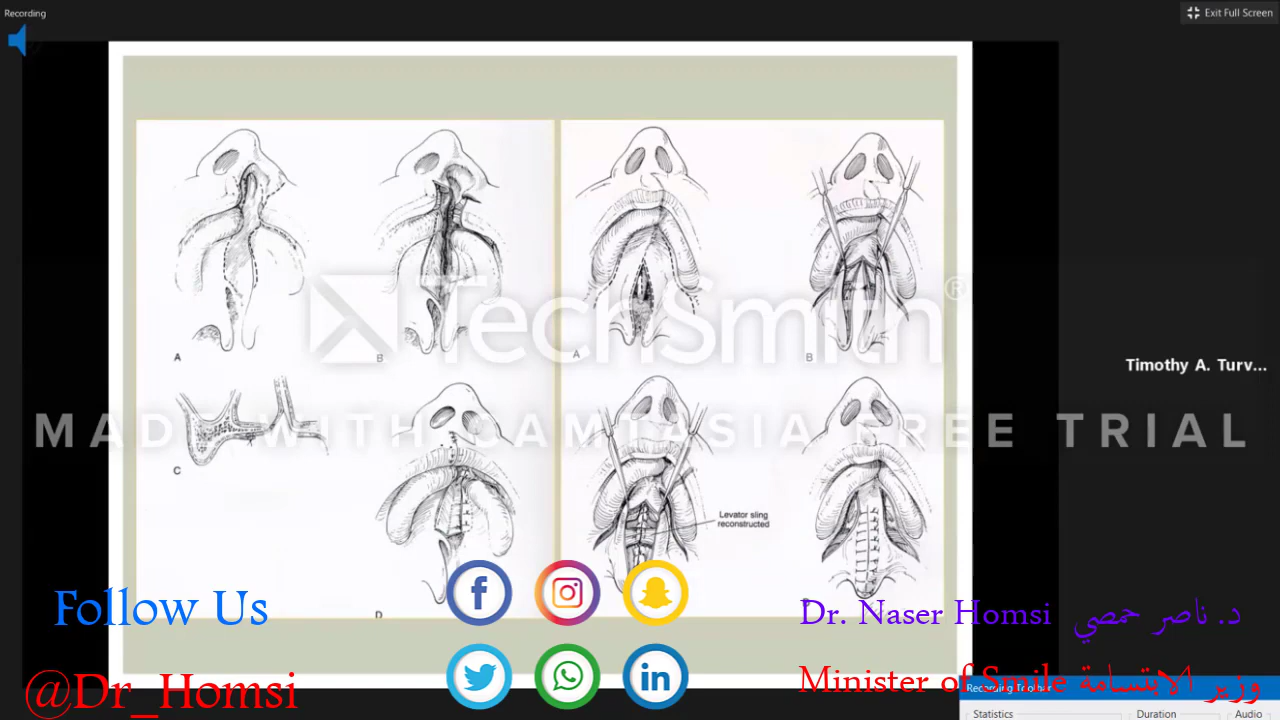 Recording
Exit Full Screen
A
B
A
B
TechSmith®
Timothy A. Turv...
MADE WITH CAMTASIA FREE TRIAL
C
Levator sling
reconstructed
D
Follow Us
@Dr_Homsi
Dr. Naser Homsi د. ناصر حمصي
Minister of Smile وزير الابتسامة
Recording Toolbar
Statistics
Duration
Audio